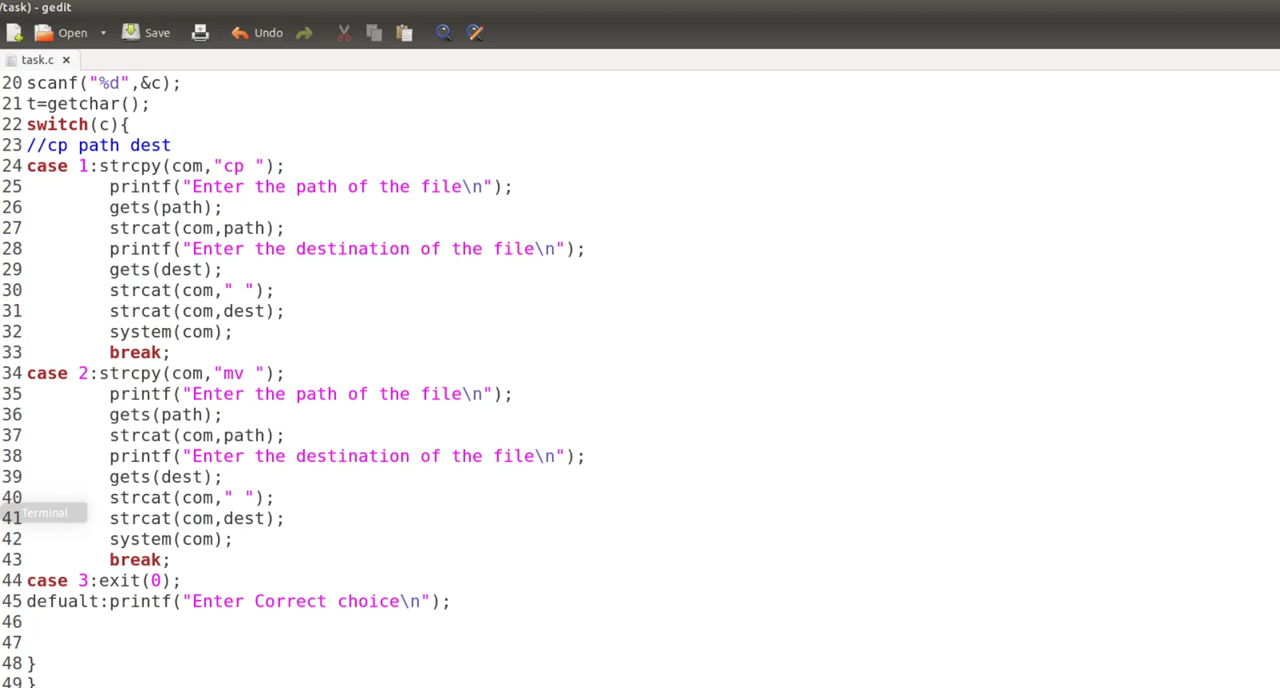 /task) - gedit
Open Save Undo
task.c
20 scanf("%d",&c);
21 t=getchar();
22 switch(c){
23 //cp path dest
24 case 1:strcpy(com,"cp ");
25 printf("Enter the path of the file\n");
26 gets(path);
27 strcat(com,path);
28 printf("Enter the destination of the file\n");
29 gets(dest);
30 strcat(com," ");
31 strcat(com,dest);
32 system(com);
33 break;
34 case 2:strcpy(com,"mv ");
35 printf("Enter the path of the file\n");
36 gets(path);
37 strcat(com,path);
38 printf("Enter the destination of the file\n");
39 gets(dest);
40 strcat(com," ");
Terminal
41 strcat(com,dest);
42 system(com);
43 break;
44 case 3:exit(0);
45 defualt:printf("Enter Correct choice\n");
46
47
48 }
49 }